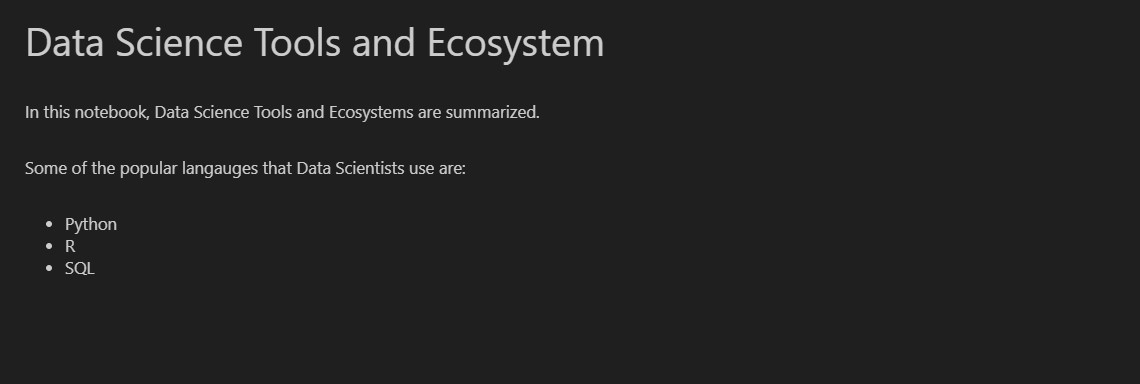 Data Science Tools and Ecosystem
In this notebook, Data Science Tools and Ecosystems are summarized.
Some of the popular langauges that Data Scientists use are:
• Python
• R
• SQL